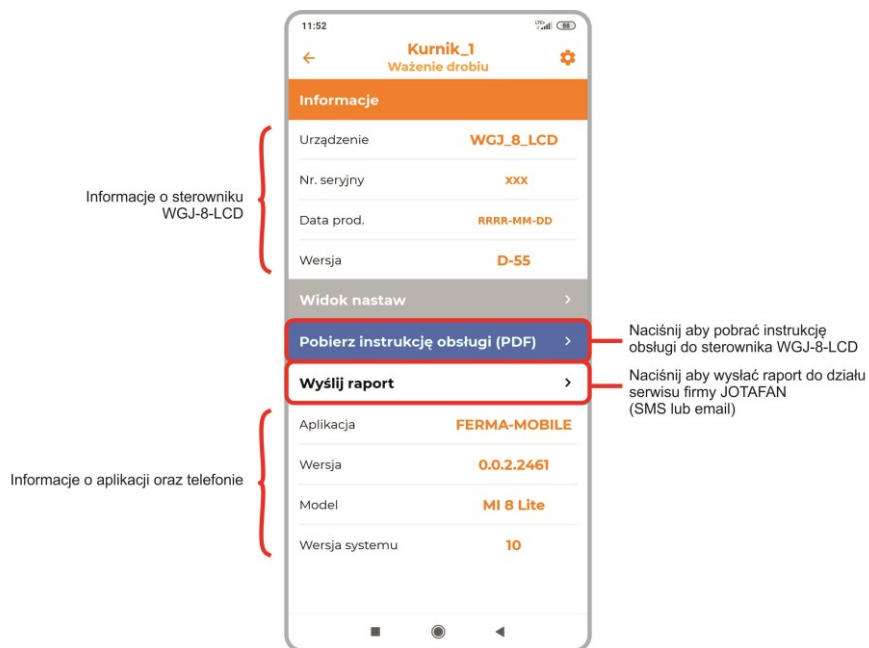 11:52
88
Kurnik_1
Ważenie drobiu
Informacje
Urządzenie WGJ_8_LCD
Nr. seryjny xxx
Data prod. RRRR-MM-DD
Wersja D-55
Informacje o sterowniku
WGJ-8-LCD
Widok nastaw
Pobierz instrukcję obsługi (PDF)
Naciśnij aby pobrać instrukcję
obsługi do sterownika WGJ-8-LCD
Wyślij raport
Naciśnij aby wysłać raport do działu
serwisu firmy JOTAFAN
(SMS lub email)
Aplikacja FERMA-MOBILE
Wersja 0.0.2.2461
Model MI 8 Lite
Wersja systemu 10
Informacje o aplikacji oraz telefonie